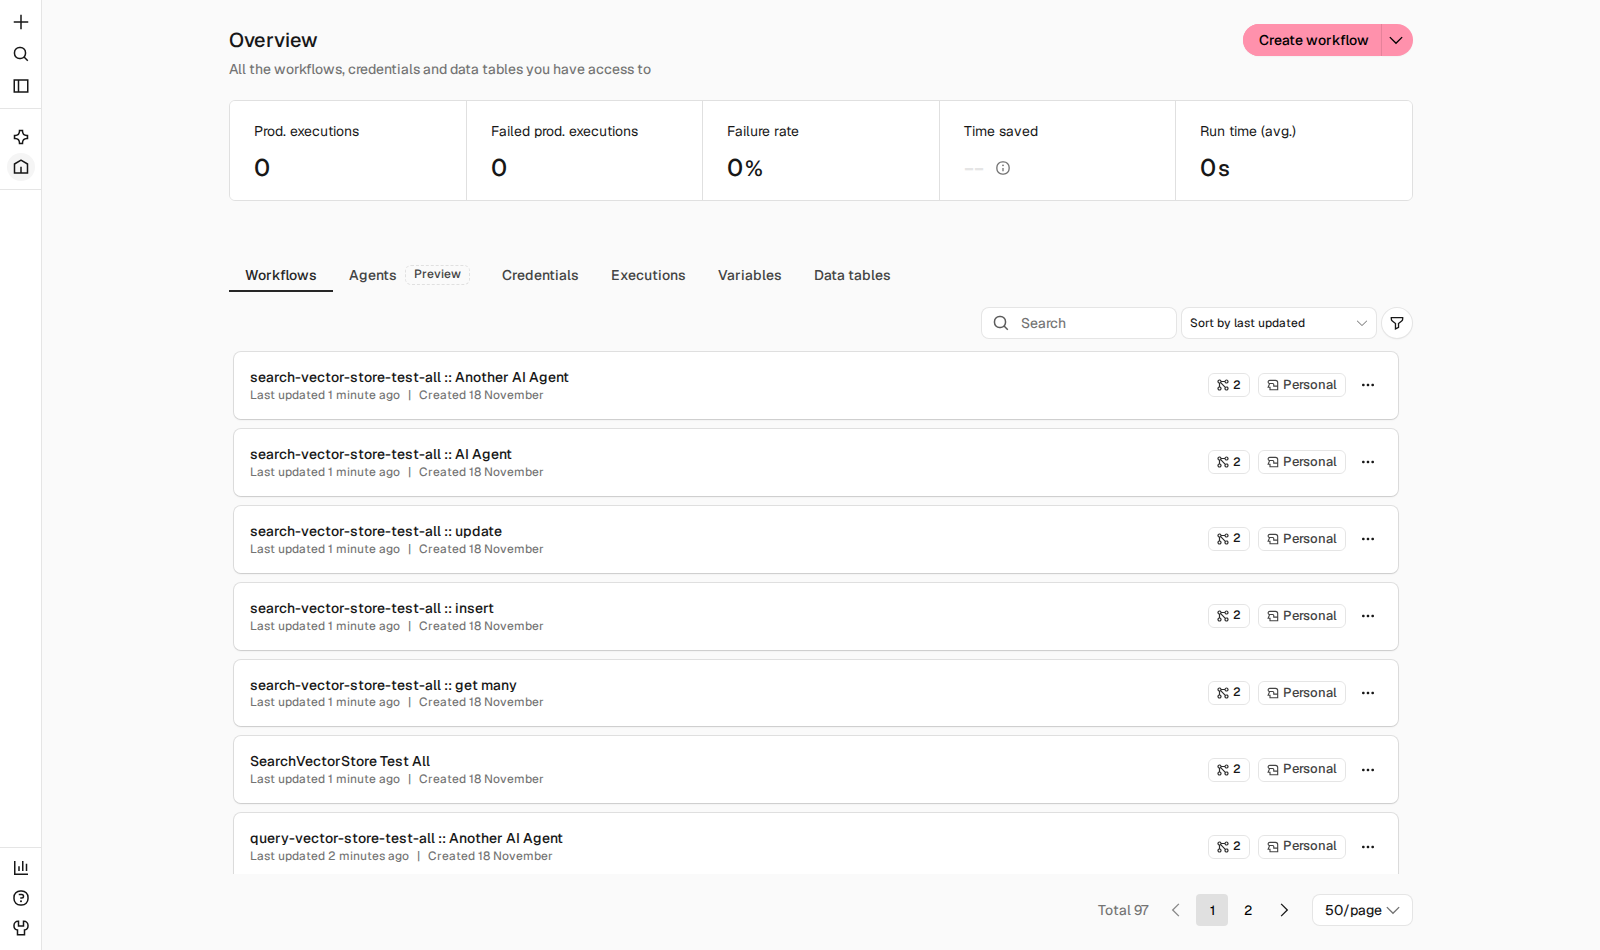 Overview
Create workflow
All the workflows, credentials and data tables you have access to
Prod. executions
0
Failed prod. executions
0
Failure rate
0%
Time saved
--
Run time (avg.)
0s
Workflows Agents Preview Credentials Executions Variables Data tables
Search
Sort by last updated
search-vector-store-test-all :: Another AI Agent
Last updated 1 minute ago | Created 18 November
2 Personal
search-vector-store-test-all :: AI Agent
Last updated 1 minute ago | Created 18 November
2 Personal
search-vector-store-test-all :: update
Last updated 1 minute ago | Created 18 November
2 Personal
search-vector-store-test-all :: insert
Last updated 1 minute ago | Created 18 November
2 Personal
search-vector-store-test-all :: get many
Last updated 1 minute ago | Created 18 November
2 Personal
SearchVectorStore Test All
Last updated 1 minute ago | Created 18 November
2 Personal
query-vector-store-test-all :: Another AI Agent
Last updated 2 minutes ago | Created 18 November
2 Personal
Total 97 1 2 50/page